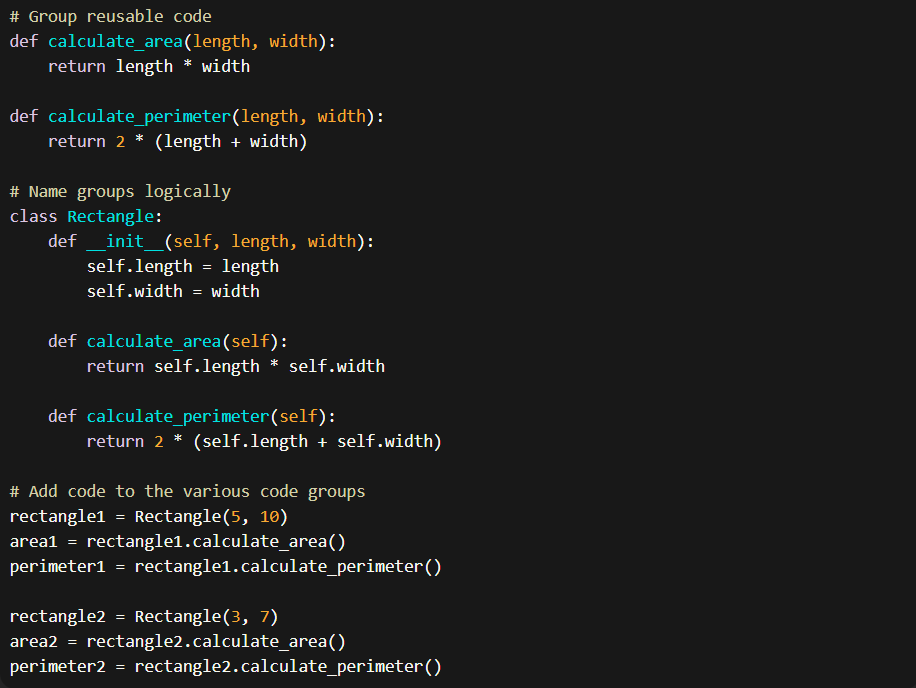 # Group reusable code
def calculate_area(length, width):
    return length * width

def calculate_perimeter(length, width):
    return 2 * (length + width)

# Name groups logically
class Rectangle:
    def __init__(self, length, width):
        self.length = length
        self.width = width

    def calculate_area(self):
        return self.length * self.width

    def calculate_perimeter(self):
        return 2 * (self.length + self.width)

# Add code to the various code groups
rectangle1 = Rectangle(5, 10)
area1 = rectangle1.calculate_area()
perimeter1 = rectangle1.calculate_perimeter()

rectangle2 = Rectangle(3, 7)
area2 = rectangle2.calculate_area()
perimeter2 = rectangle2.calculate_perimeter()